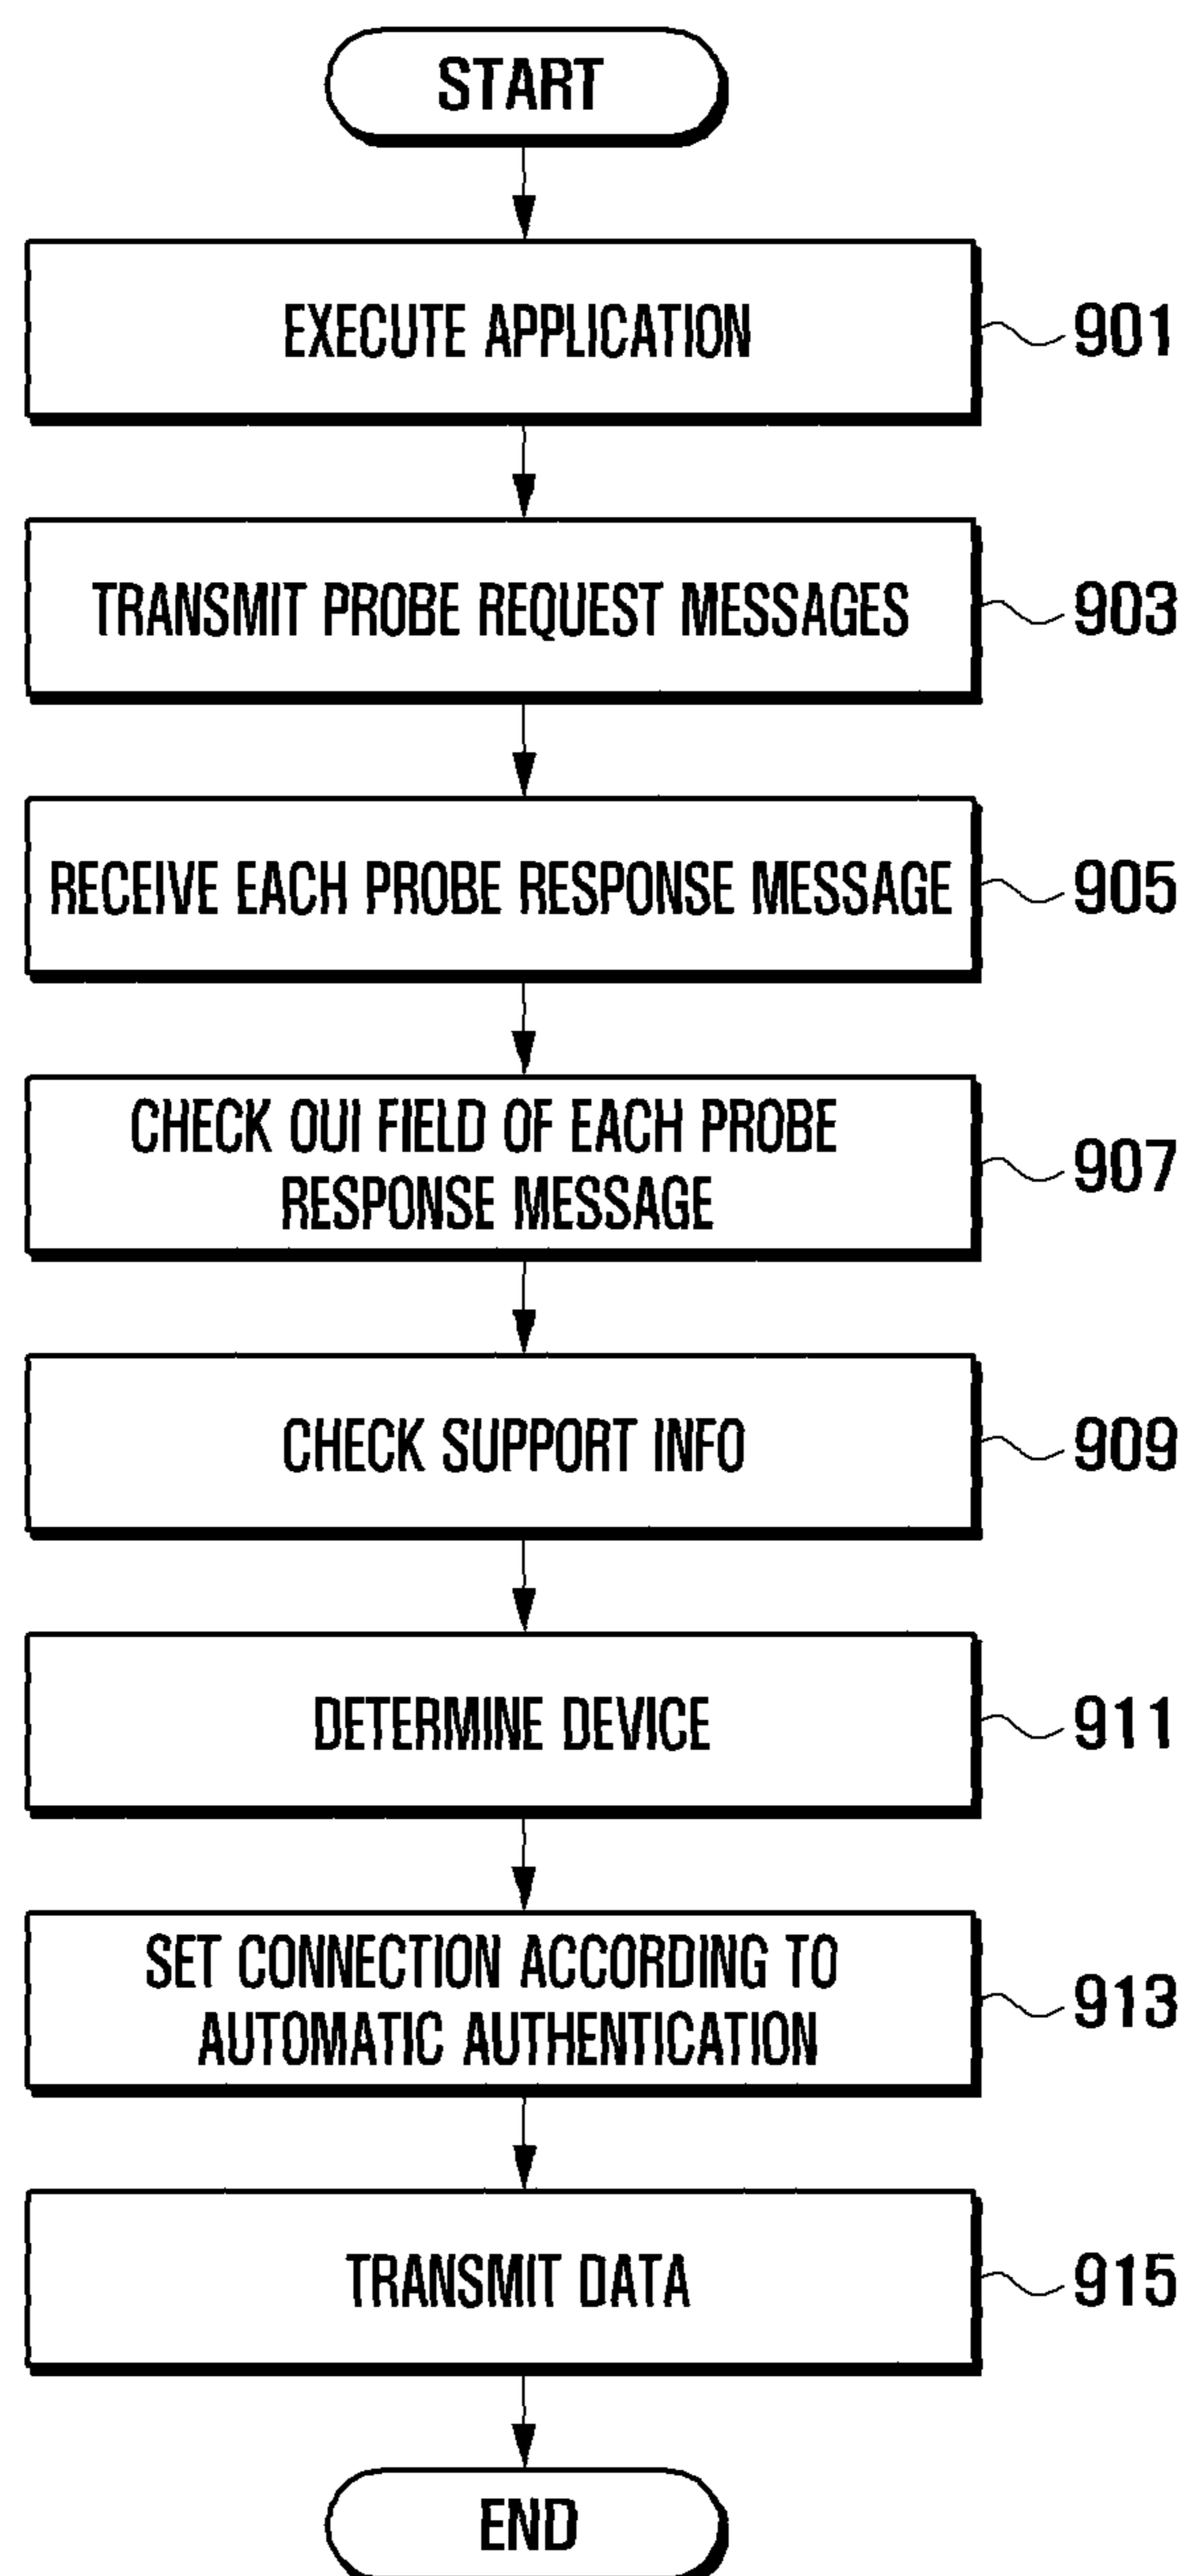 START
EXECUTE APPLICATION
901
TRANSMIT PROBE REQUEST MESSAGES
903
RECEIVE EACH PROBE RESPONSE MESSAGE
905
CHECK OUI FIELD OF EACH PROBE
RESPONSE MESSAGE
907
CHECK SUPPORT INFO
909
DETERMINE DEVICE
911
SET CONNECTION ACCORDING TO
AUTOMATIC AUTHENTICATION
913
TRANSMIT DATA
915
END